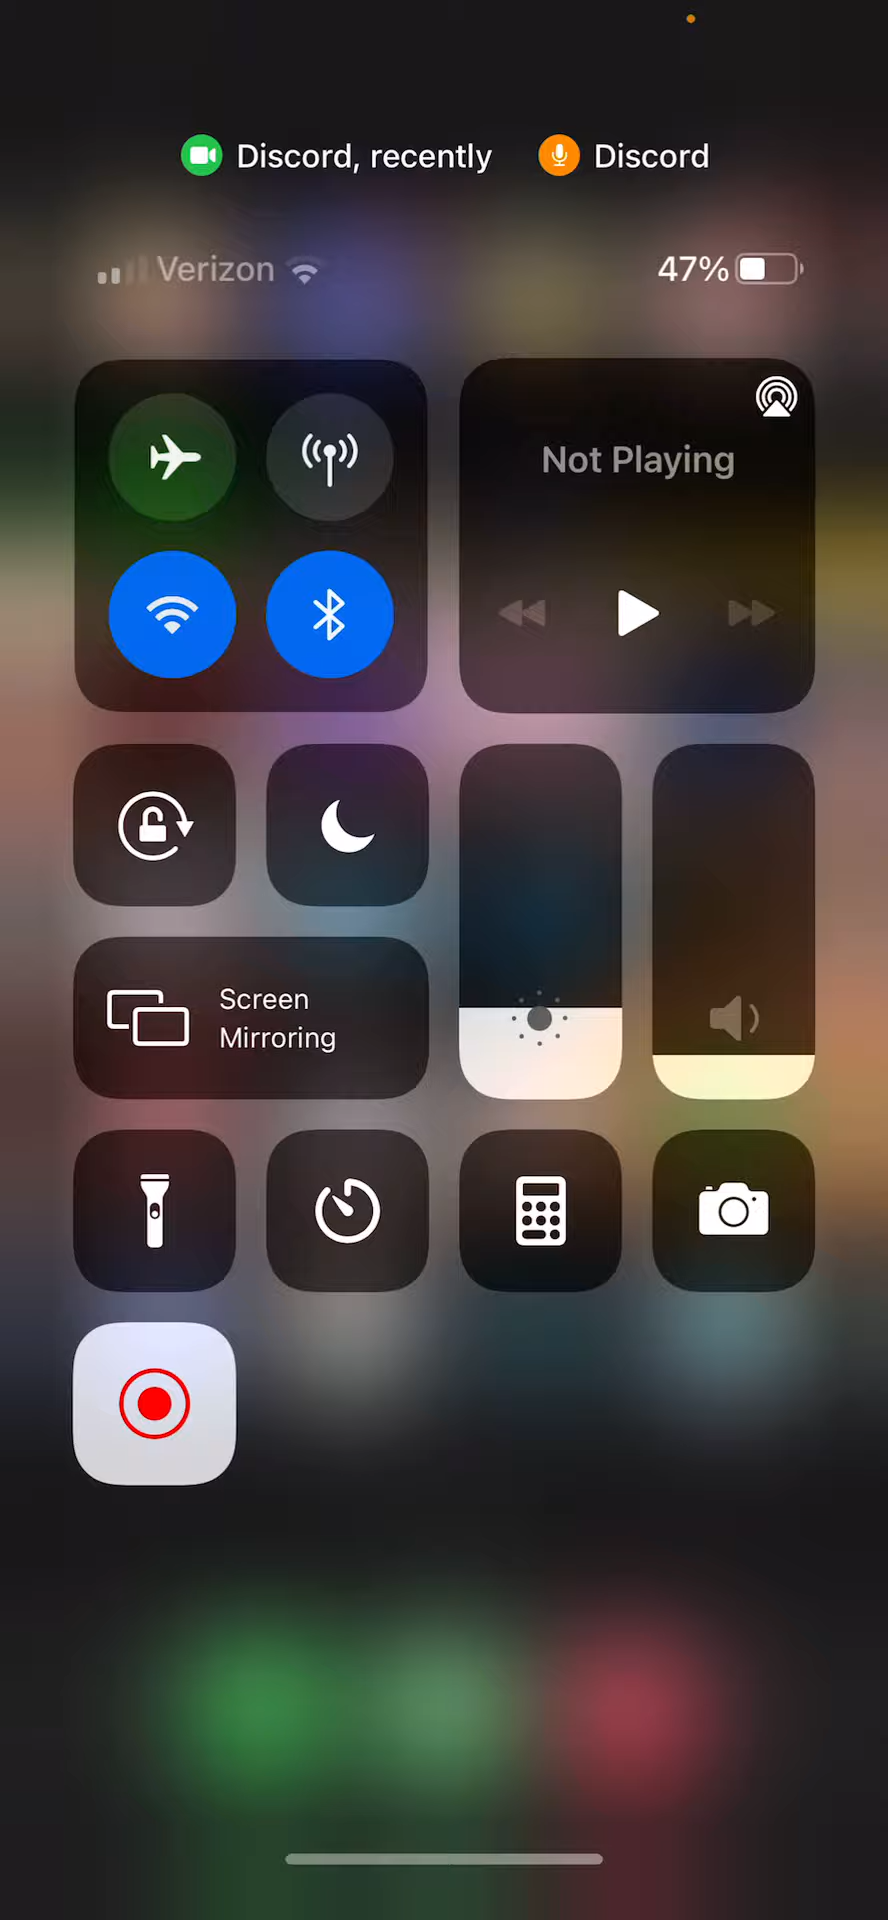 Discord, recently
Discord
Verizon
47%
Not Playing
Screen
Mirroring